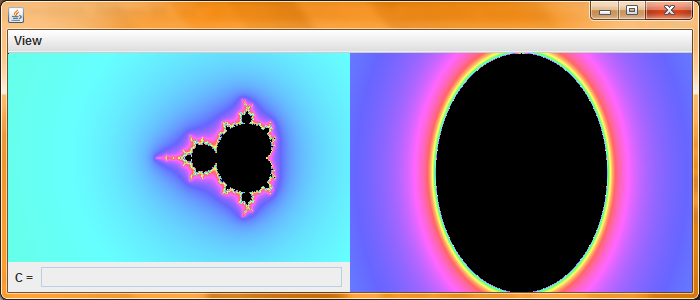 View
C =